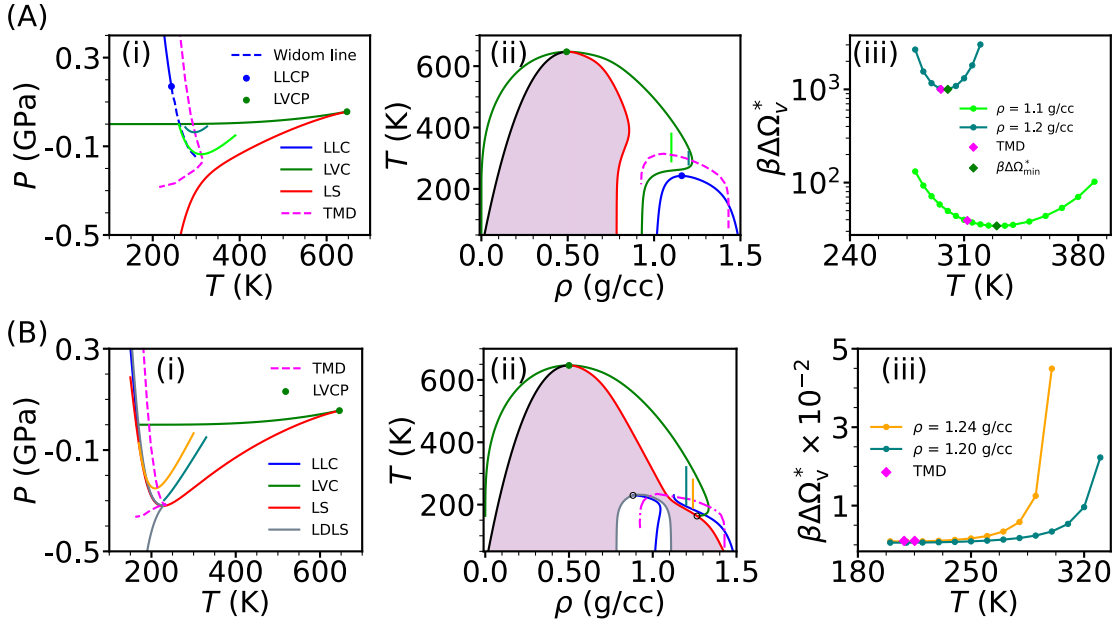 (A)
(i)
0.3
-0.1
-0.5
P (GPa)
200 400 600
T (K)
Widom line
LLCP
LVCP
LLC
LVC
LS
TMD
(ii)
600
400
200
T (K)
0.0 0.5 1.0 1.5
ρ (g/cc)
(iii)
10³
10²
βΔΩᵥ*
240 310 380
T (K)
ρ = 1.1 g/cc
ρ = 1.2 g/cc
TMD
βΔΩ*min
(B)
(i)
0.3
-0.1
-0.5
P (GPa)
200 400 600
T (K)
TMD
LVCP
LLC
LVC
LS
LDLS
(ii)
600
400
200
T (K)
0.0 0.5 1.0 1.5
ρ (g/cc)
(iii)
5
3
1
βΔΩᵥ* × 10⁻²
180 250 320
T (K)
ρ = 1.24 g/cc
ρ = 1.20 g/cc
TMD